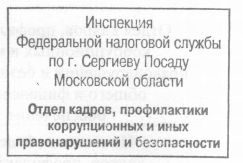 Инспекция
Федеральной налоговой службы
по г. Сергиеву Посаду
Московской области
Отдел кадров, профилактики
коррупционных и иных
правонарушений и безопасности